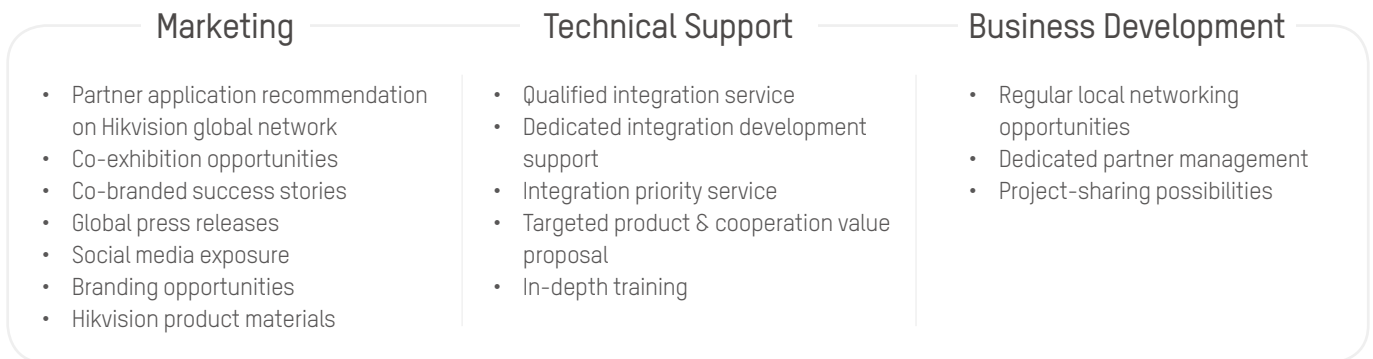 Marketing
• Partner application recommendation
on Hikvision global network
• Co-exhibition opportunities
• Co-branded success stories
• Global press releases
• Social media exposure
• Branding opportunities
• Hikvision product materials
Technical Support
• Qualified integration service
• Dedicated integration development
support
• Integration priority service
• Targeted product & cooperation value
proposal
• In-depth training
Business Development
• Regular local networking
opportunities
• Dedicated partner management
• Project-sharing possibilities